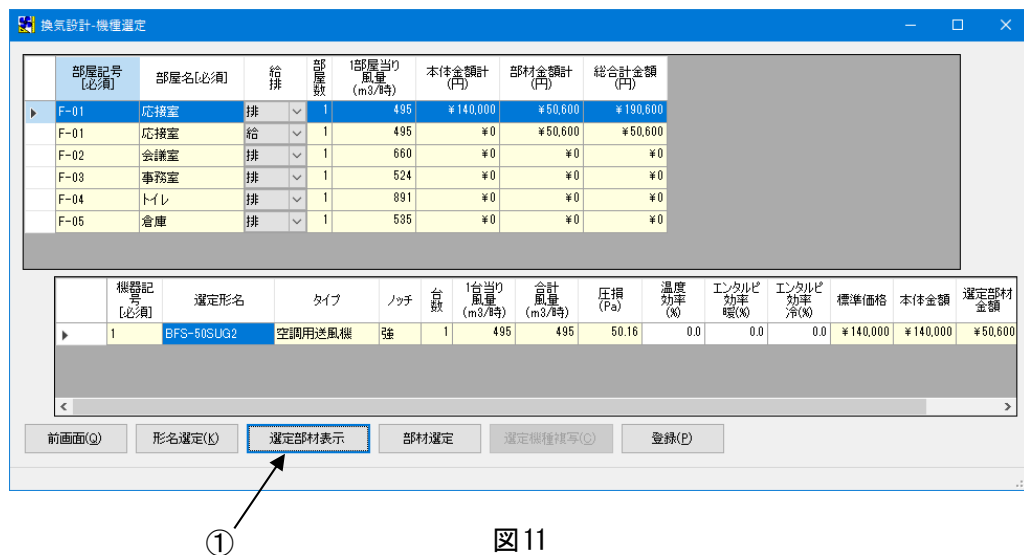 換気設計-機種選定
部屋記号[必須] 部屋名[必須] 給排 部屋数 1部屋当り風量(m3/時) 本体金額計(円) 部材金額計(円) 総合計金額(円)
F-01 応接室 排 1 495 ¥140,000 ¥50,600 ¥190,600
F-01 応接室 給 1 495 ¥0 ¥50,600 ¥50,600
F-02 会議室 排 1 660 ¥0 ¥0 ¥0
F-03 事務室 排 1 524 ¥0 ¥0 ¥0
F-04 トイレ 排 1 891 ¥0 ¥0 ¥0
F-05 倉庫 排 1 535 ¥0 ¥0 ¥0
機器記号[必須] 選定形名 タイプ ノッチ 台数 1台当り風量(m3/時) 合計風量(m3/時) 圧損(Pa) 温度効率(%) エンタルピ効率暖(%) エンタルピ効率冷(%) 標準価格 本体金額 選定部材金額
1 BFS-50SUG2 空調用送風機 強 1 495 495 50.16 0.0 0.0 0.0 ¥140,000 ¥140,000 ¥50,600
前画面(Q) 形名選定(K) 選定部材表示 部材選定 選定機種複写(C) 登録(P)
①
図11